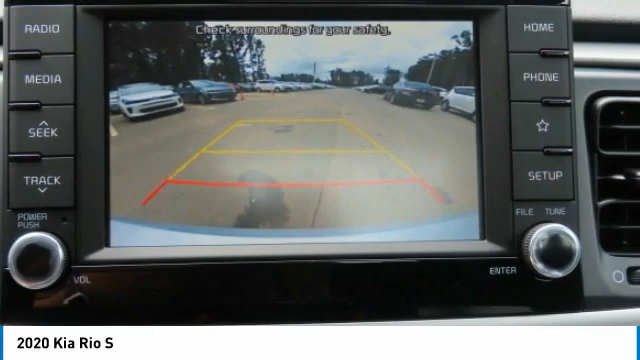 Check surroundings for your safety.
RADIO
MEDIA
SEEK
TRACK
POWER
PUSH
VOL
HOME
PHONE
SETUP
FILE TUNE
ENTER
2020 Kia Rio S